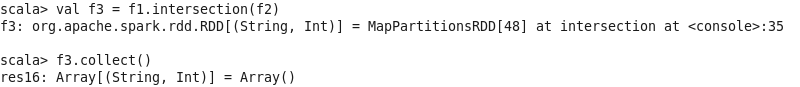 scala> val f3 = f1.intersection(f2)
f3: org.apache.spark.rdd.RDD[(String, Int)] = MapPartitionsRDD[48] at intersection at <console>:35
scala> f3.collect()
res16: Array[(String, Int)] = Array()